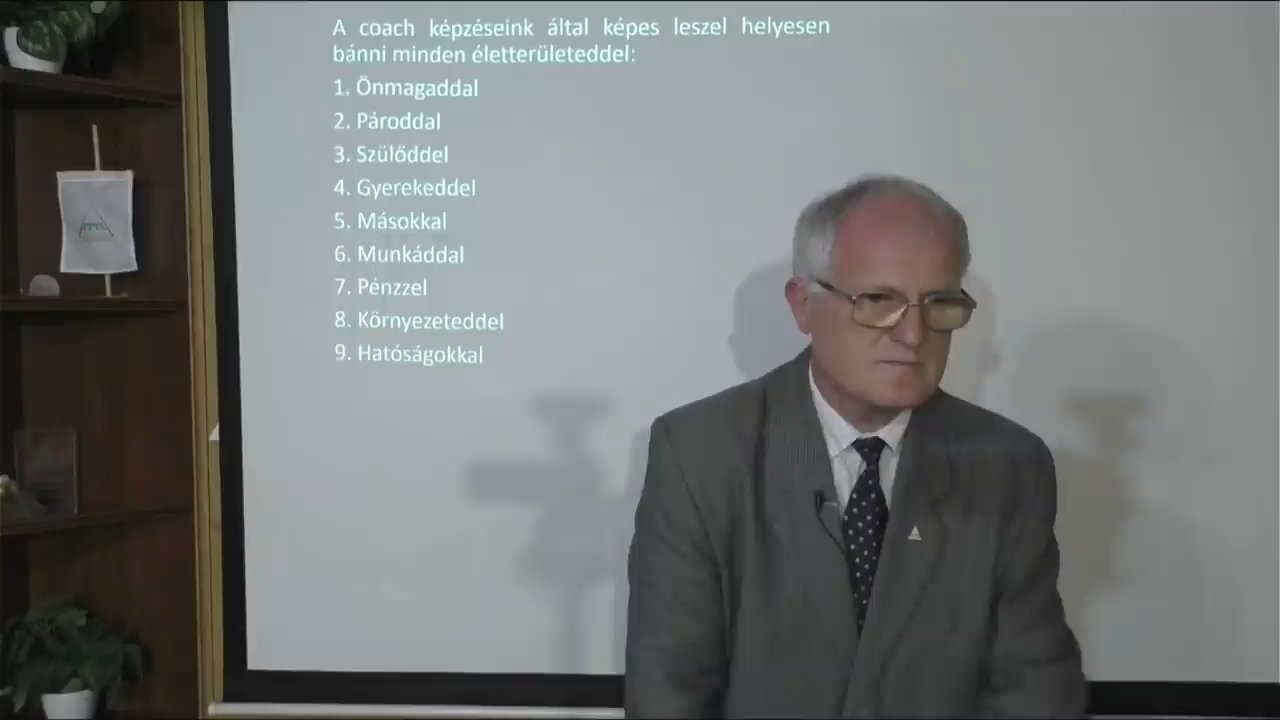 A coach képzéseink által képes leszel helyesen
bánni minden életterületeddel:
1. Önmagaddal
2. Pároddal
3. Szülőddel
4. Gyerekeddel
5. Másokkal
6. Munkáddal
7. Pénzzel
8. Környezeteddel
9. Hatóságokkal